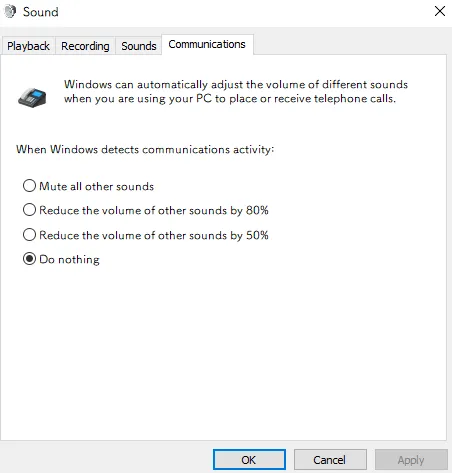 Sound
Playback Recording Sounds Communications
Windows can automatically adjust the volume of different sounds
when you are using your PC to place or receive telephone calls.
When Windows detects communications activity:
Mute all other sounds
Reduce the volume of other sounds by 80%
Reduce the volume of other sounds by 50%
Do nothing
OK Cancel Apply